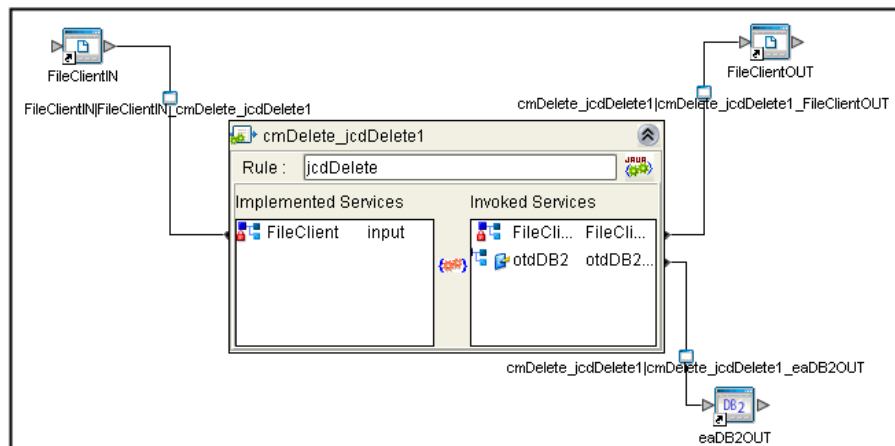 FileClientIN
FileClientOUT
FileClientIN|FileClientIN_cmDelete_jcdDelete1
cmDelete_jcdDelete1|cmDelete_jcdDelete1_FileClientOUT
cmDelete_jcdDelete1
Rule : jcdDelete JAVA
Implemented Services Invoked Services
FileClient input FileCli... FileCli...
otdDB2 otdDB2...
cmDelete_jcdDelete1|cmDelete_jcdDelete1_eaDB2OUT
DB2
eaDB2OUT